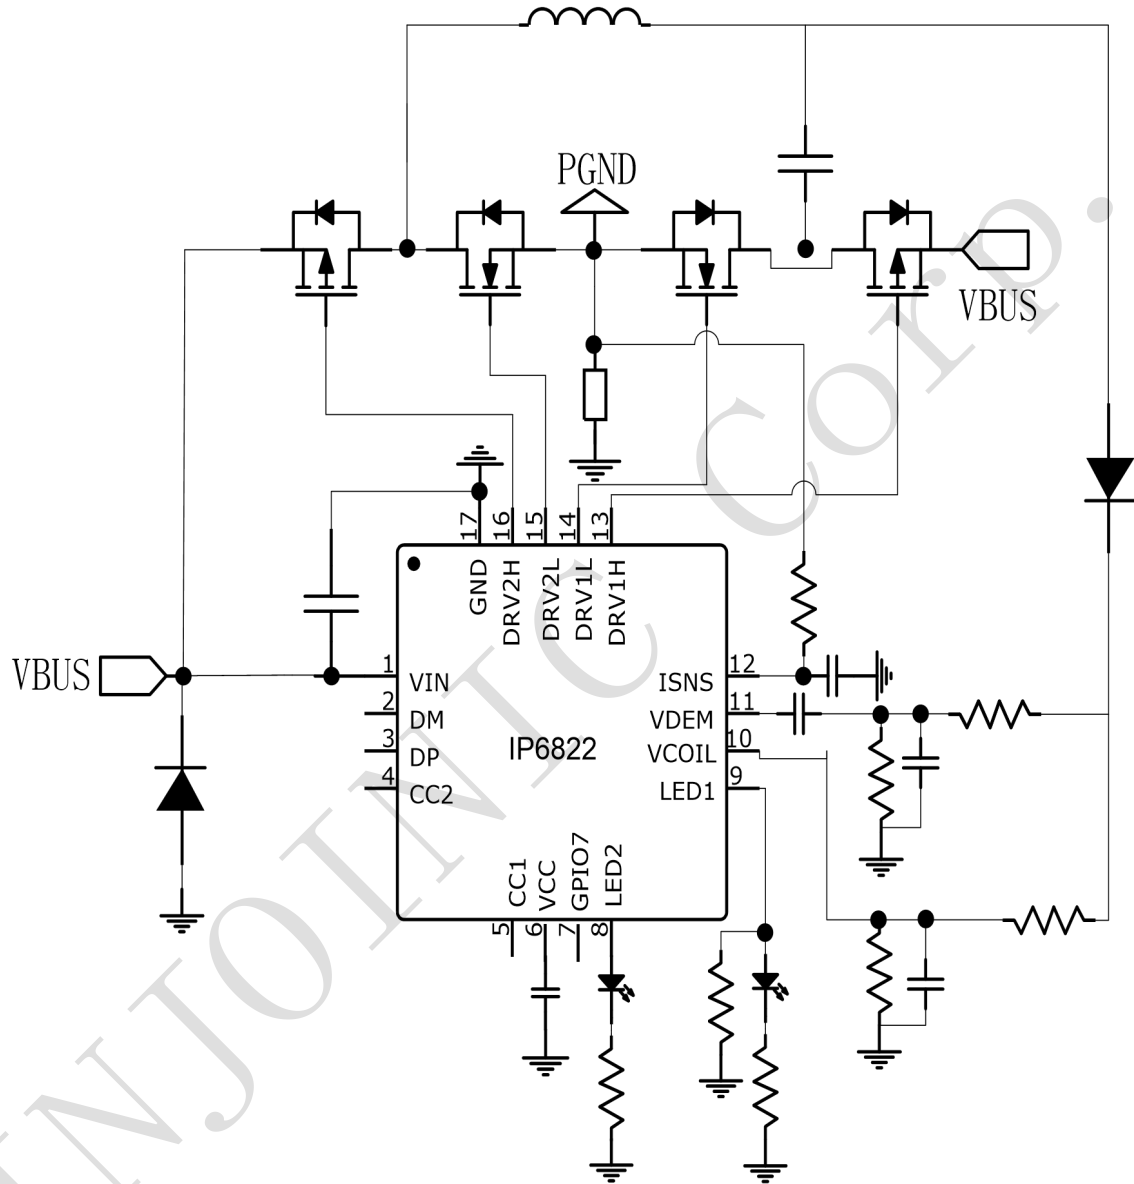 PGND
VBUS
17
16
15
14
13
GND
DRV2H
DRV2L
DRV1L
DRV1H
VBUS
1
VIN
2
DM
3
DP
4
CC2
IP6822
12
ISNS
11
VDEM
10
VCOIL
9
LED1
CC1
VCC
GPIO7
LED2
5
6
7
8
INJOINIC Corp.